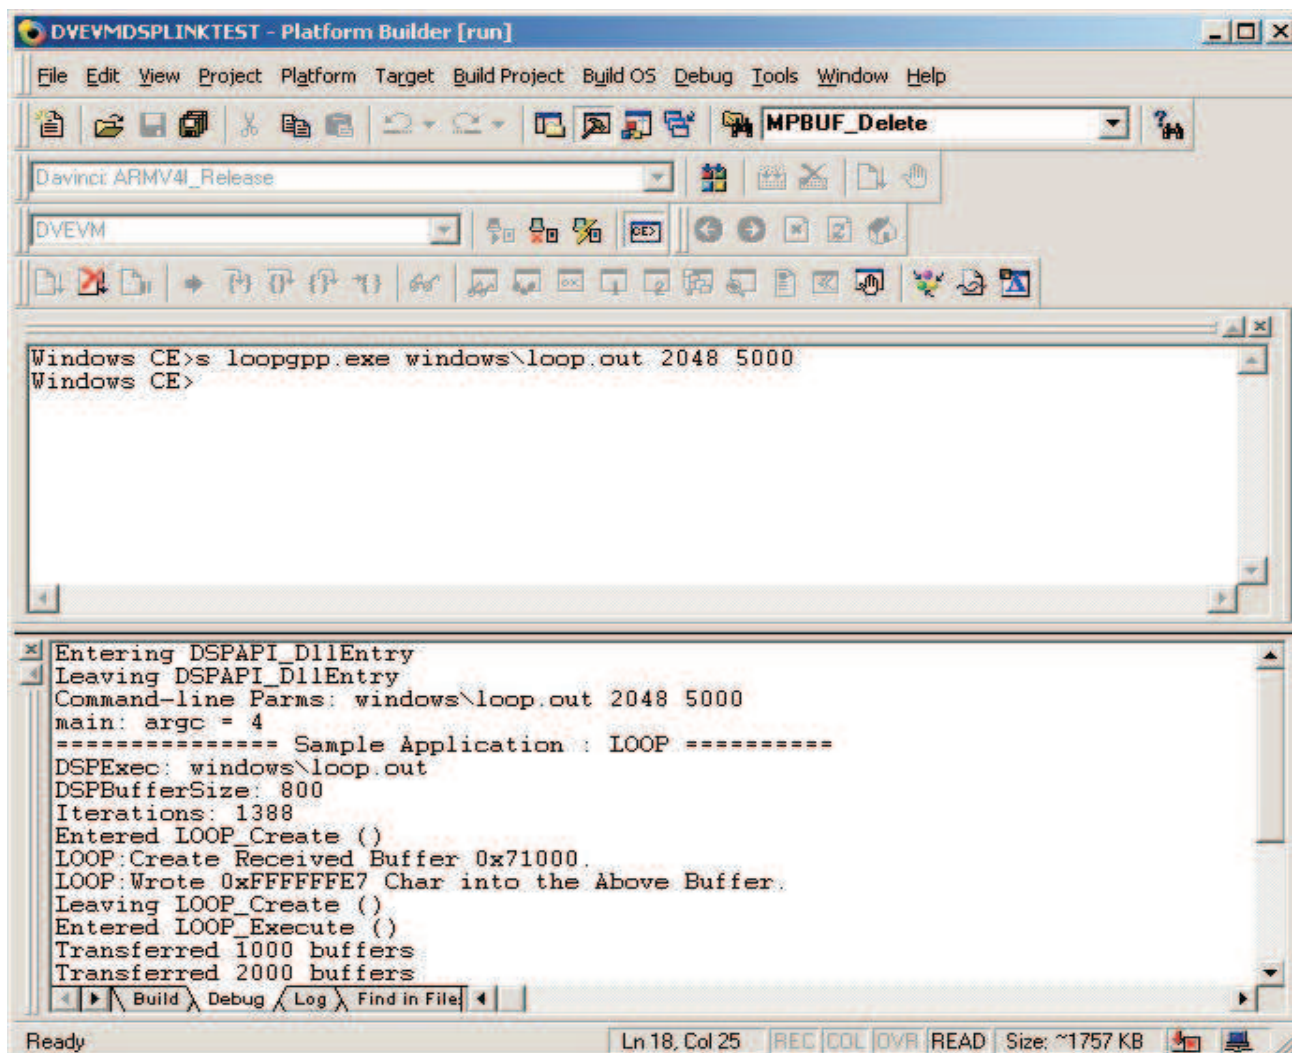 DVEVMDSPLINKTEST - Platform Builder [run]
File Edit View Project Platform Target Build Project Build OS Debug Tools Window Help
MPBUF_Delete
Davinci: ARMV4I_Release
DVEVM
Windows CE>s loopgpp.exe windows\loop.out 2048 5000
Windows CE>
Entering DSPAPI_DllEntry
Leaving DSPAPI_DllEntry
Command-line Parms: windows\loop.out 2048 5000
main: argc = 4
=============== Sample Application : LOOP ==========
DSPExec: windows\loop.out
DSPBufferSize: 800
Iterations: 1388
Entered LOOP_Create ()
LOOP:Create Received Buffer 0x71000.
LOOP:Wrote 0xFFFFFFE7 Char into the Above Buffer.
Leaving LOOP_Create ()
Entered LOOP_Execute ()
Transferred 1000 buffers
Transferred 2000 buffers
Build Debug Log Find in Files
Ready Ln 18, Col 25 REC COL OVR READ Size: ~1757 KB